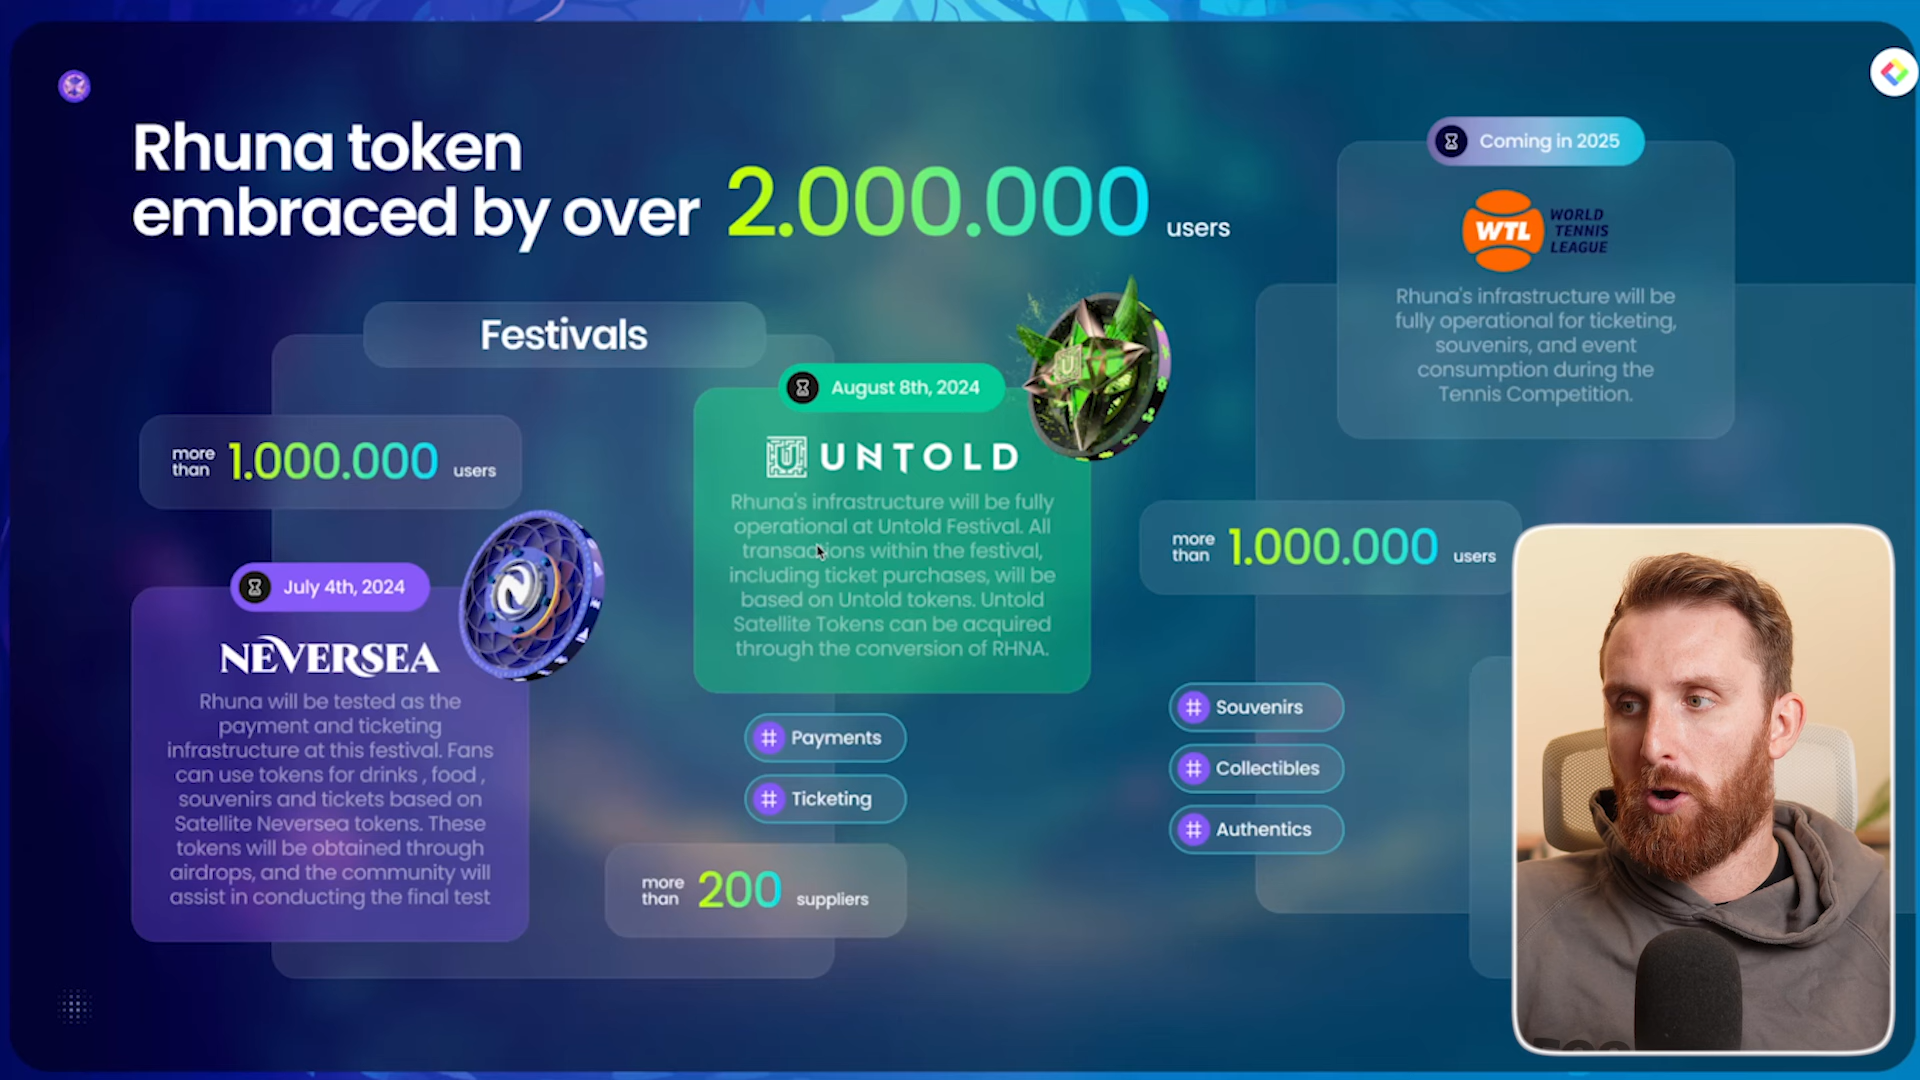 Rhuna token
embraced by over 2.000.000 users
Festivals
more than 1.000.000 users
July 4th, 2024
NEVERSEA
Rhuna will be tested as the
payment and ticketing
infrastructure at this festival. Fans
can use tokens for drinks , food ,
souvenirs and tickets based on
Satellite Neversea tokens. These
tokens will be obtained through
airdrops, and the community will
assist in conducting the final test
August 8th, 2024
UNTOLD
Rhuna's infrastructure will be fully
operational at Untold Festival. All
transactions within the festival,
including ticket purchases, will be
based on Untold tokens. Untold
Satellite Tokens can be acquired
through the conversion of RHNA.
# Payments
# Ticketing
more than 200 suppliers
Coming in 2025
WTL
WORLD
TENNIS
LEAGUE
Rhuna's infrastructure will be
fully operational for ticketing,
souvenirs, and event
consumption during the
Tennis Competition.
more than 1.000.000 users
# Souvenirs
# Collectibles
# Authentics